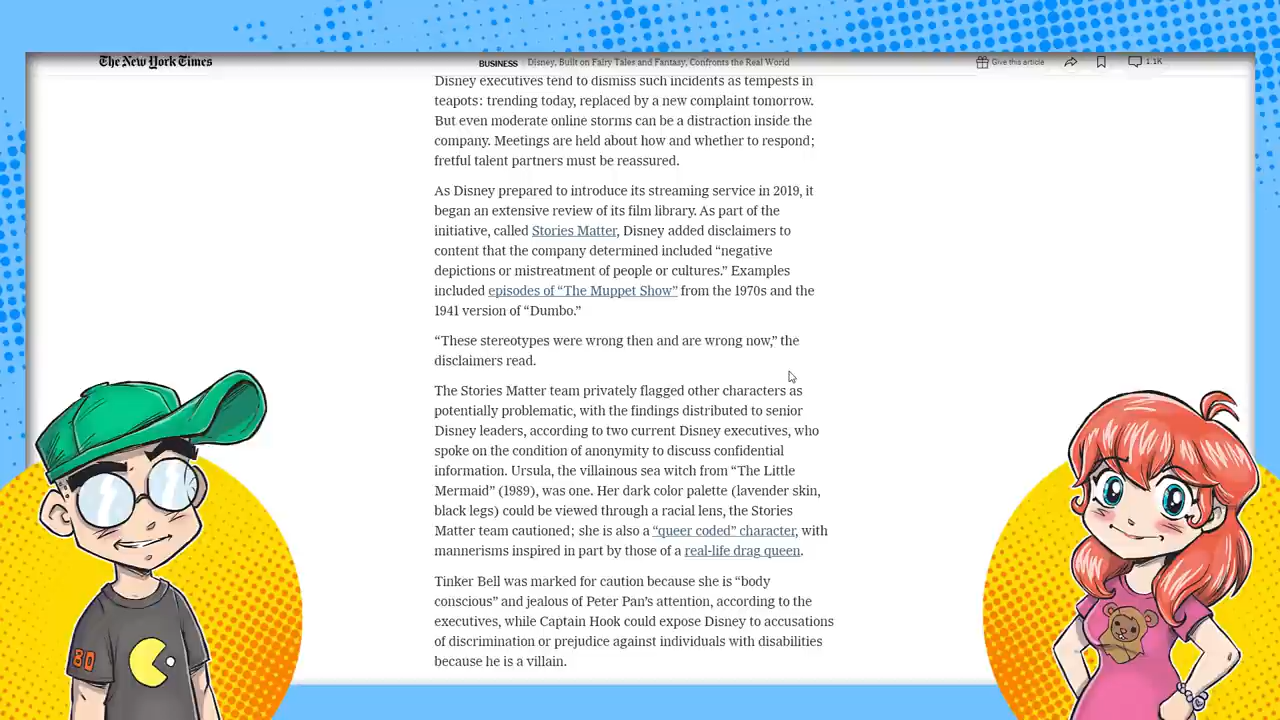 The New York Times
BUSINESS | Disney, Built on Fairy Tales and Fantasy, Confronts the Real World
Give this article
1.1K
Disney executives tend to dismiss such incidents as tempests in
teapots: trending today, replaced by a new complaint tomorrow.
But even moderate online storms can be a distraction inside the
company. Meetings are held about how and whether to respond;
fretful talent partners must be reassured.
As Disney prepared to introduce its streaming service in 2019, it
began an extensive review of its film library. As part of the
initiative, called Stories Matter, Disney added disclaimers to
content that the company determined included “negative
depictions or mistreatment of people or cultures.” Examples
included episodes of “The Muppet Show” from the 1970s and the
1941 version of “Dumbo.”
“These stereotypes were wrong then and are wrong now,” the
disclaimers read.
The Stories Matter team privately flagged other characters as
potentially problematic, with the findings distributed to senior
Disney leaders, according to two current Disney executives, who
spoke on the condition of anonymity to discuss confidential
information. Ursula, the villainous sea witch from “The Little
Mermaid” (1989), was one. Her dark color palette (lavender skin,
black legs) could be viewed through a racial lens, the Stories
Matter team cautioned; she is also a “queer coded” character, with
mannerisms inspired in part by those of a real-life drag queen.
Tinker Bell was marked for caution because she is “body
conscious” and jealous of Peter Pan’s attention, according to the
executives, while Captain Hook could expose Disney to accusations
of discrimination or prejudice against individuals with disabilities
because he is a villain.
80